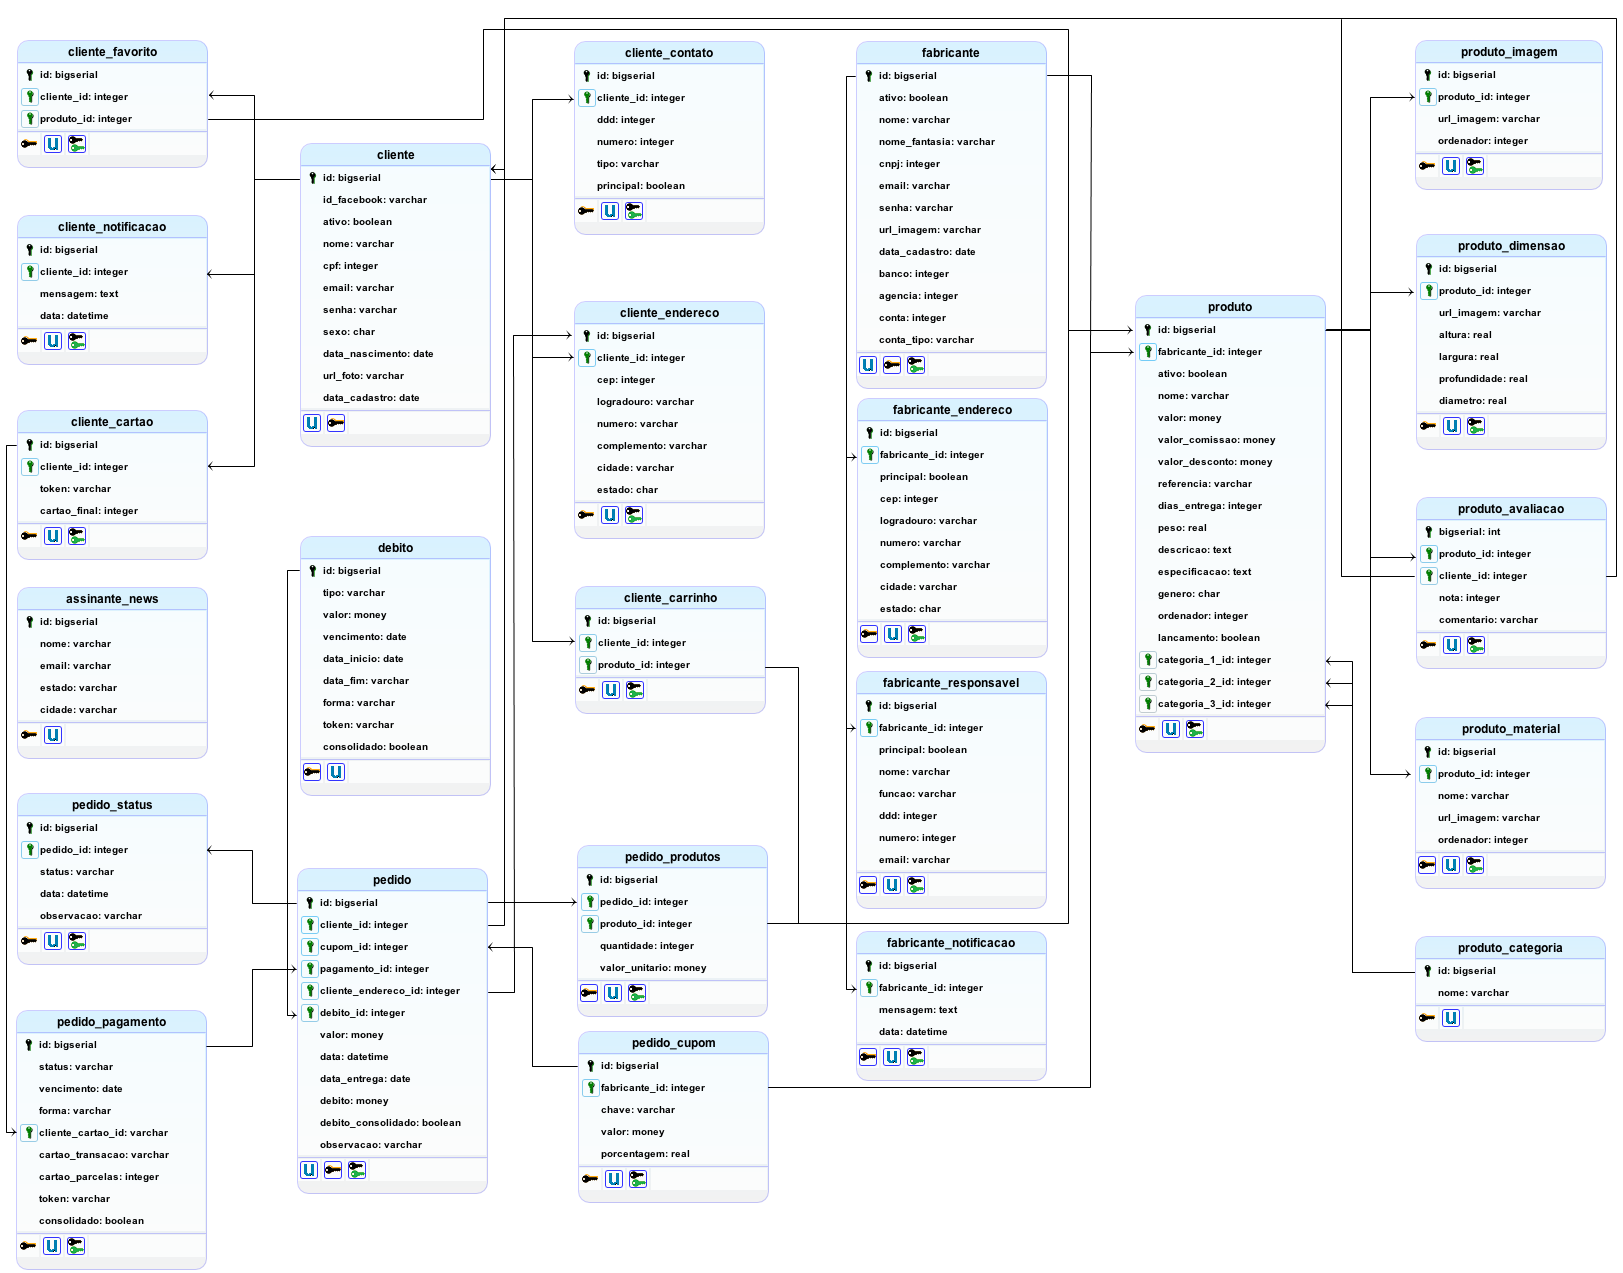 cliente_favorito
id: bigserial
cliente_id: integer
produto_id: integer
cliente_notificacao
id: bigserial
cliente_id: integer
mensagem: text
data: datetime
cliente_cartao
id: bigserial
cliente_id: integer
token: varchar
cartao_final: integer
assinante_news
id: bigserial
nome: varchar
email: varchar
estado: varchar
cidade: varchar
pedido_status
id: bigserial
pedido_id: integer
status: varchar
data: datetime
observacao: varchar
pedido_pagamento
id: bigserial
status: varchar
vencimento: date
forma: varchar
cliente_cartao_id: varchar
cartao_transacao: varchar
cartao_parcelas: integer
token: varchar
consolidado: boolean
cliente
id: bigserial
id_facebook: varchar
ativo: boolean
nome: varchar
cpf: integer
email: varchar
senha: varchar
sexo: char
data_nascimento: date
url_foto: varchar
data_cadastro: date
debito
id: bigserial
tipo: varchar
valor: money
vencimento: date
data_inicio: date
data_fim: varchar
forma: varchar
token: varchar
consolidado: boolean
pedido
id: bigserial
cliente_id: integer
cupom_id: integer
pagamento_id: integer
cliente_endereco_id: integer
debito_id: integer
valor: money
data: datetime
data_entrega: date
debito: money
debito_consolidado: boolean
observacao: varchar
cliente_contato
id: bigserial
cliente_id: integer
ddd: integer
numero: integer
tipo: varchar
principal: boolean
cliente_endereco
id: bigserial
cliente_id: integer
cep: integer
logradouro: varchar
numero: varchar
complemento: varchar
cidade: varchar
estado: char
cliente_carrinho
id: bigserial
cliente_id: integer
produto_id: integer
pedido_produtos
id: bigserial
pedido_id: integer
produto_id: integer
quantidade: integer
valor_unitario: money
pedido_cupom
id: bigserial
fabricante_id: integer
chave: varchar
valor: money
porcentagem: real
fabricante
id: bigserial
ativo: boolean
nome: varchar
nome_fantasia: varchar
cnpj: integer
email: varchar
senha: varchar
url_imagem: varchar
data_cadastro: date
banco: integer
agencia: integer
conta: integer
conta_tipo: varchar
fabricante_endereco
id: bigserial
fabricante_id: integer
principal: boolean
cep: integer
logradouro: varchar
numero: varchar
complemento: varchar
cidade: varchar
estado: char
fabricante_responsavel
id: bigserial
fabricante_id: integer
principal: boolean
nome: varchar
funcao: varchar
ddd: integer
numero: integer
email: varchar
fabricante_notificacao
id: bigserial
fabricante_id: integer
mensagem: text
data: datetime
produto
id: bigserial
fabricante_id: integer
ativo: boolean
nome: varchar
valor: money
valor_comissao: money
valor_desconto: money
referencia: varchar
dias_entrega: integer
peso: real
descricao: text
especificacao: text
genero: char
ordenador: integer
lancamento: boolean
categoria_1_id: integer
categoria_2_id: integer
categoria_3_id: integer
produto_imagem
id: bigserial
produto_id: integer
url_imagem: varchar
ordenador: integer
produto_dimensao
id: bigserial
produto_id: integer
url_imagem: varchar
altura: real
largura: real
profundidade: real
diametro: real
produto_avaliacao
bigserial: int
produto_id: integer
cliente_id: integer
nota: integer
comentario: varchar
produto_material
id: bigserial
produto_id: integer
nome: varchar
url_imagem: varchar
ordenador: integer
produto_categoria
id: bigserial
nome: varchar